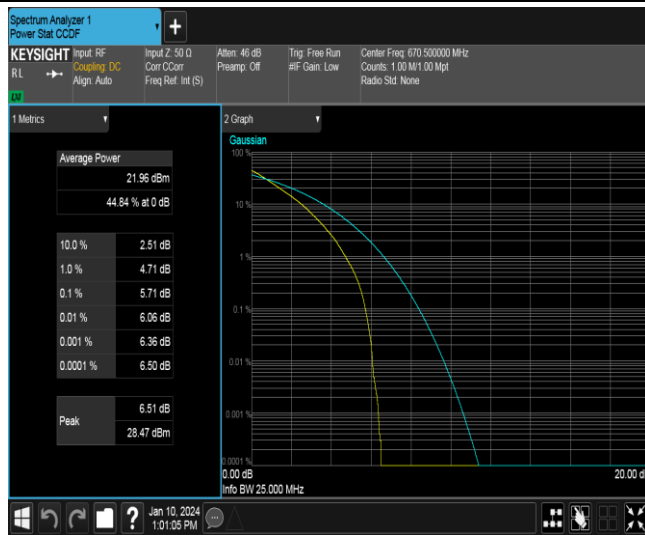 Spectrum Analyzer 1
Power Stat CCDF
+
KEYSIGHT Input: RF Input Z: 50 Ω Atten: 46 dB Trig: Free Run Center Freq: 670.500000 MHz
RL Coupling: DC Corr CCorr Preamp: Off #IF Gain: Low Counts: 1.00 M/1.00 Mpt
Align: Auto Freq Ref: Int (S) Radio Std: None
1 Metrics
2 Graph
Average Power
21.96 dBm
44.84 % at 0 dB
10.0 % 2.51 dB
1.0 % 4.71 dB
0.1 % 5.71 dB
0.01 % 6.06 dB
0.001 % 6.36 dB
0.0001 % 6.50 dB
Peak 6.51 dB
28.47 dBm
Gaussian
100 %
10 %
1 %
0.1 %
0.01 %
0.001 %
0.0001 %
0.00 dB 20.00 d
Info BW 25.000 MHz
? Jan 10, 2024
1:01:05 PM